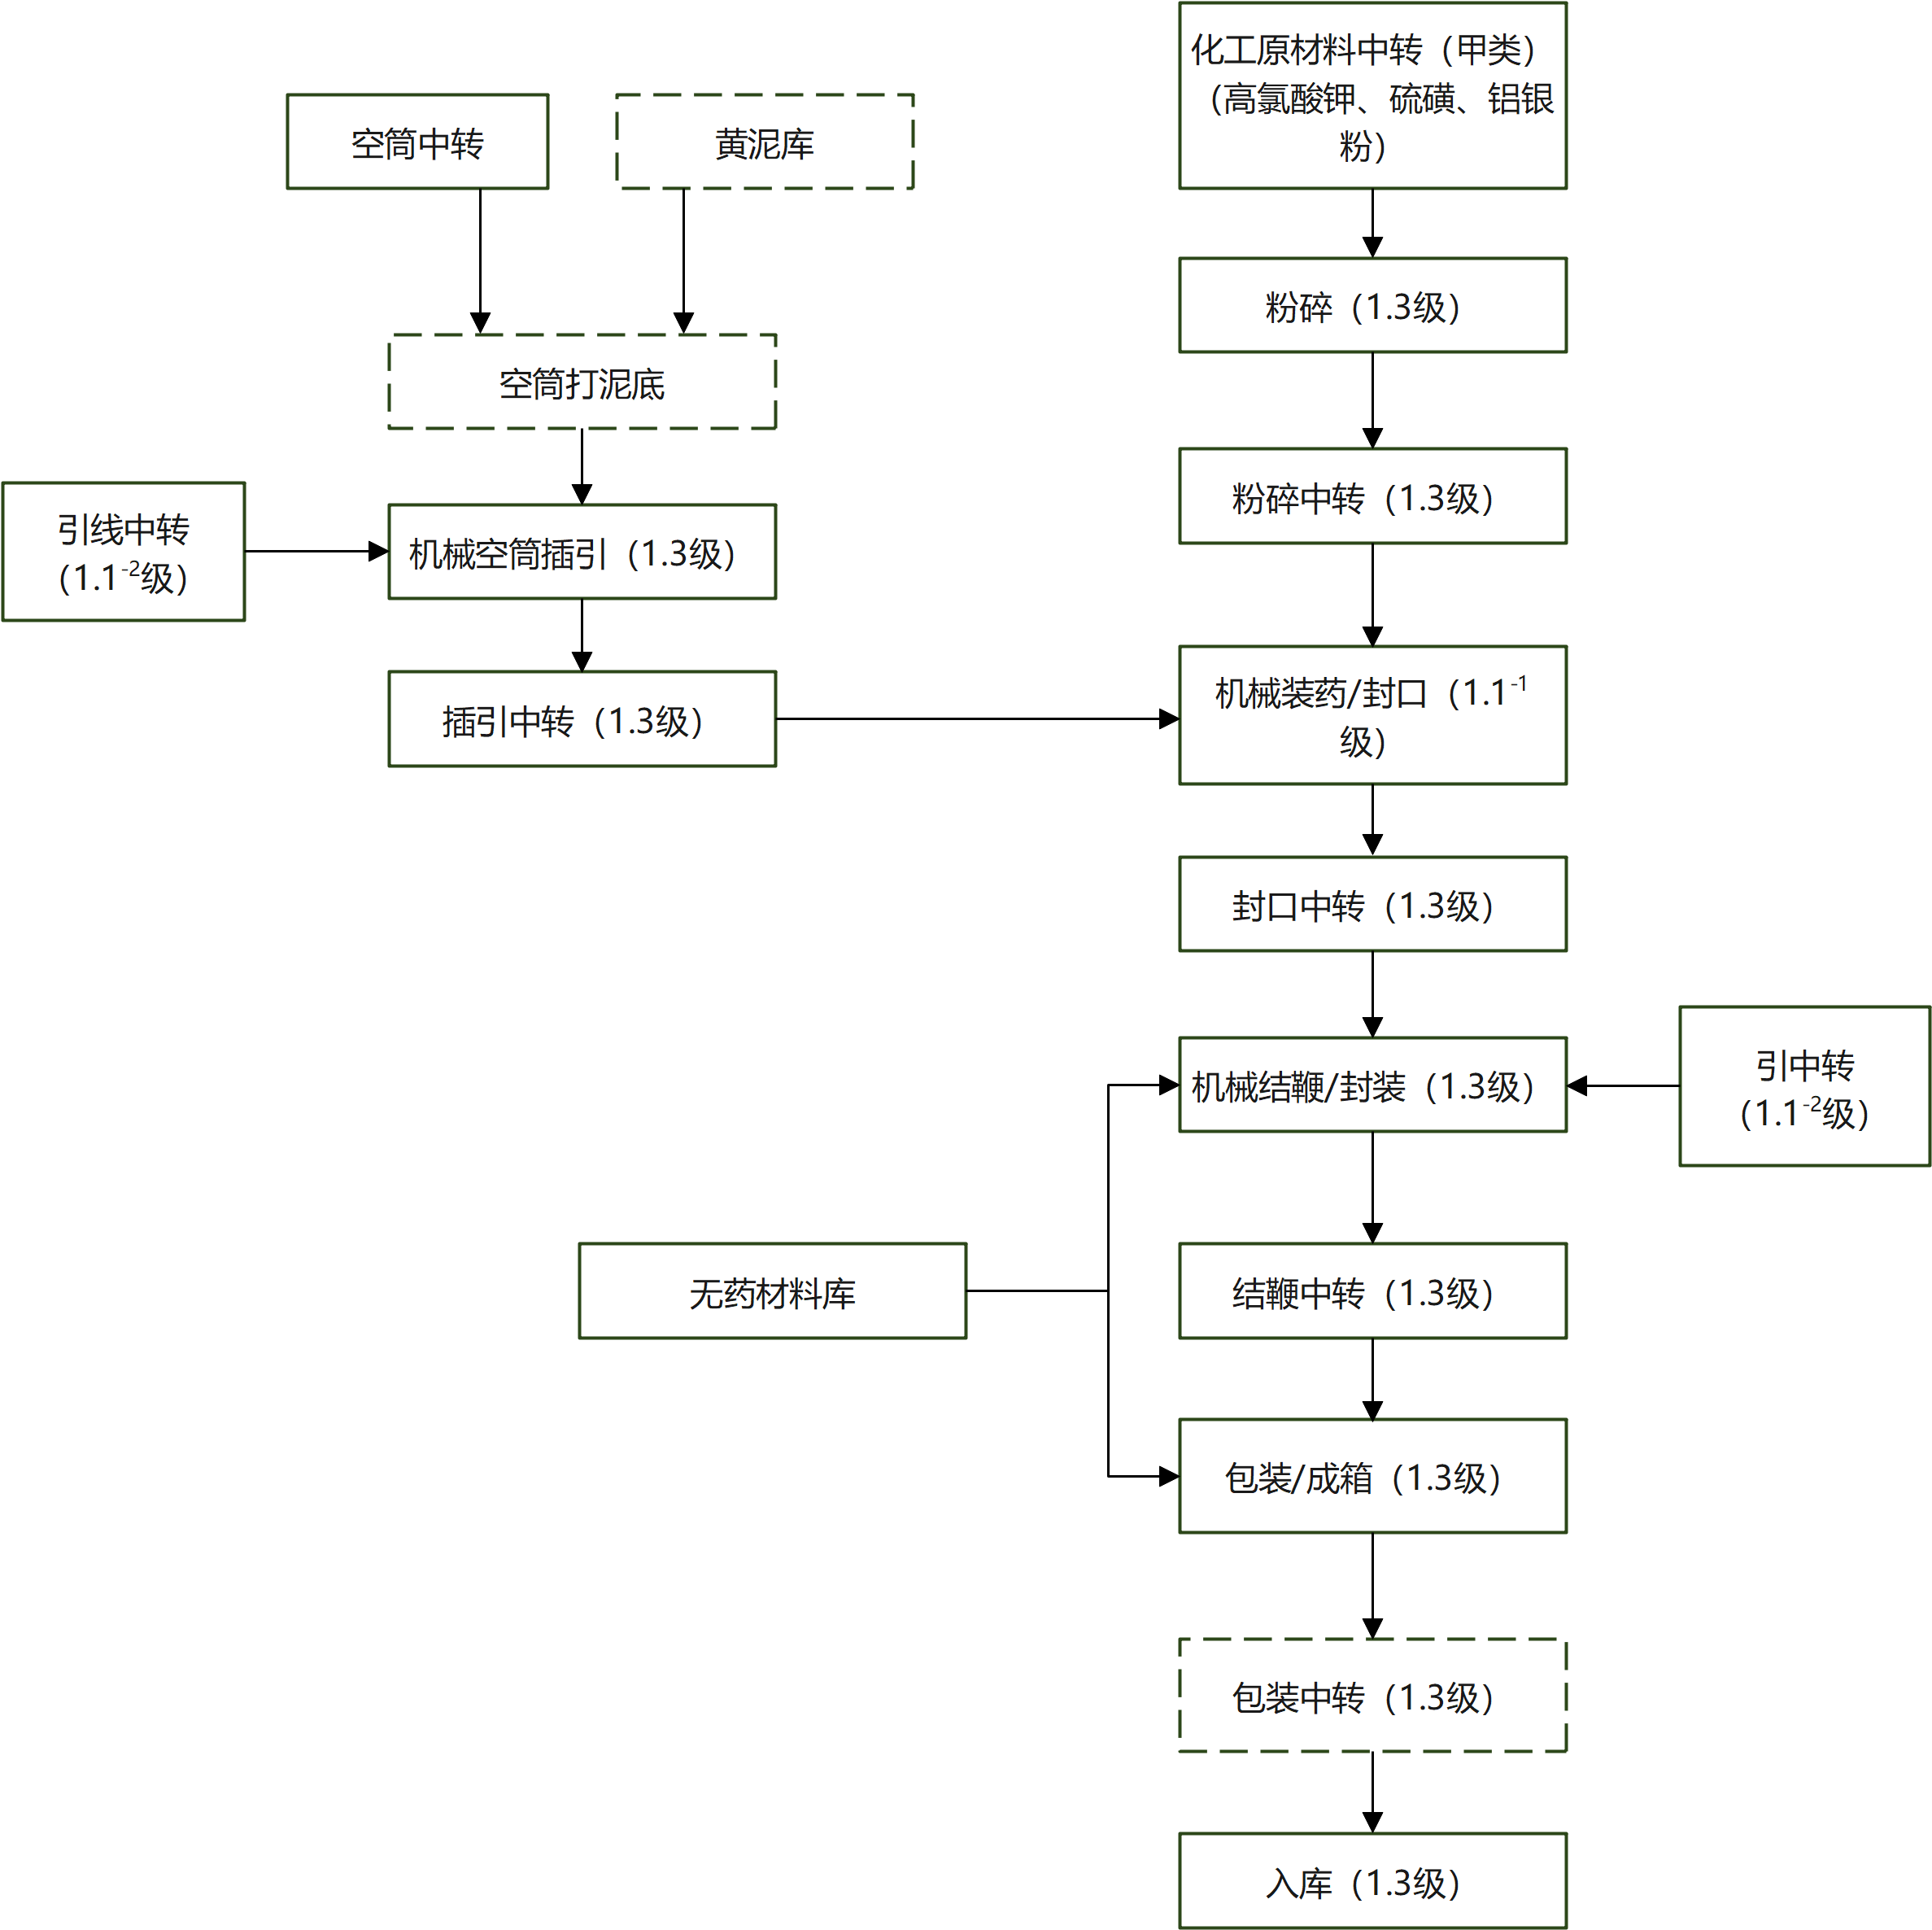 化工原材料中转（甲类）
（高氯酸钾、硫磺、铝银
粉）
空筒中转
黄泥库
粉碎（1.3级）
空筒打泥底
粉碎中转（1.3级）
引线中转
（1.1⁻²级）
机械空筒插引（1.3级）
机械装药/封口（1.1⁻¹
级）
插引中转（1.3级）
封口中转（1.3级）
机械结鞭/封装（1.3级）
引中转
（1.1⁻²级）
无药材料库
结鞭中转（1.3级）
包装/成箱（1.3级）
包装中转（1.3级）
入库（1.3级）